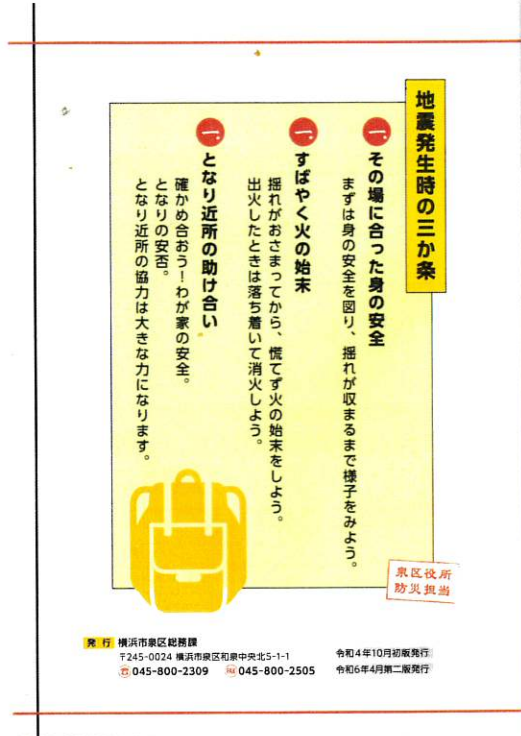 地震発生時の三か条
一、その場に合った身の安全
まずは身の安全を図り、揺れが収まるまで様子をみよう。
一、すばやく火の始末
揺れがおさまってから、慌てず火の始末をしよう。
出火したときは落ち着いて消火しよう。
一、となり近所の助け合い
確かめ合おう！わが家の安全。
となりの安否。
となり近所の協力は大きな力になります。
泉区役所
防災担当
発行 横浜市泉区総務課
〒245-0024 横浜市泉区和泉中央北5-1-1
045-800-2309 FAX 045-800-2505
令和4年10月初版発行
令和6年4月第二版発行